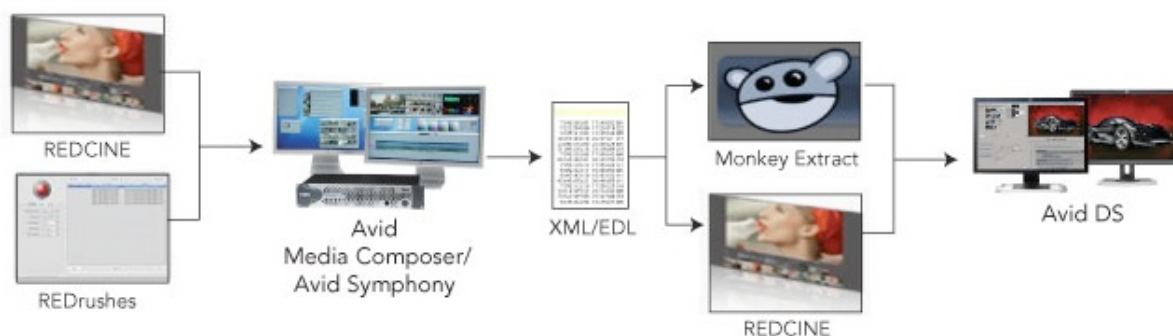 REDCINE
REDrushes
Avid
Media Composer/
Avid Symphony
XML/EDL
Monkey Extract
REDCINE
Avid DS